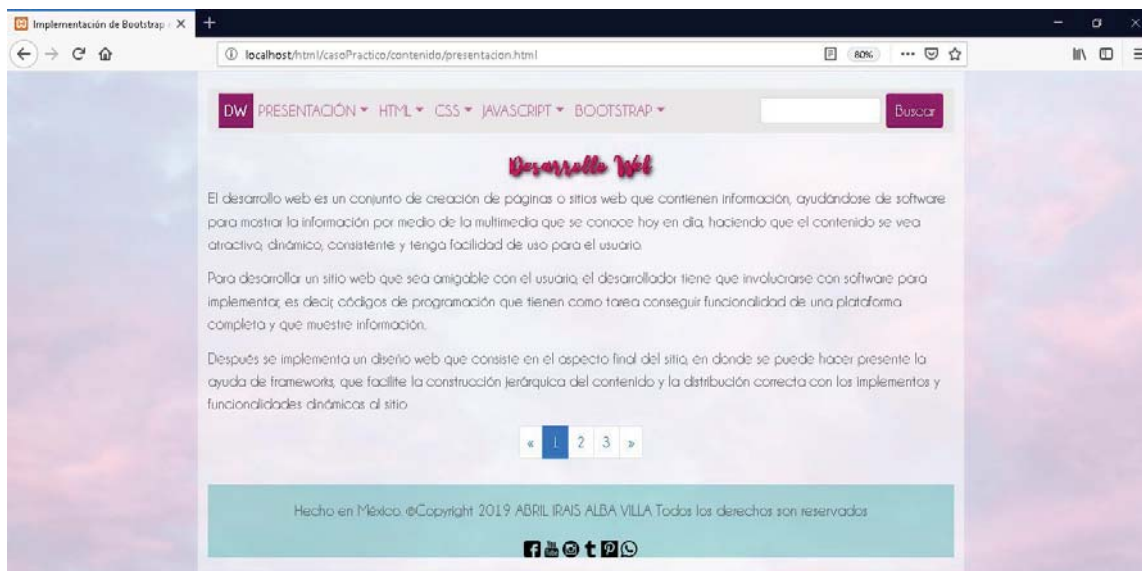 Implementación de Bootstrap
localhost/html/casoPractico/contenido/presentacion.html
80%
DW PRESENTACIÓN HTML CSS JAVASCRIPT BOOTSTRAP Buscar
Desarrollo Web
El desarrollo web es un conjunto de creación de páginas o sitios web que contienen información, ayudándose de software
para mostrar la información por medio de la multimedia que se conoce hoy en día, haciendo que el contenido se vea
atractivo, dinámico, consistente y tenga facilidad de uso para el usuario.
Para desarrollar un sitio web que sea amigable con el usuario, el desarrollador tiene que involucrarse con software para
implementar, es decir, códigos de programación que tienen como tarea conseguir funcionalidad de una plataforma
completa y que muestre información.
Después se implementa un diseño web que consiste en el aspecto final del sitio, en donde se puede hacer presente la
ayuda de frameworks, que facilite la construcción jerárquica del contenido y la distribución correcta con los implementos y
funcionalidades dinámicas al sitio.
« 1 2 3 »
Hecho en México. ©Copyright 2019 ABRIL IRAIS ALBA VILLA Todos los derechos son reservados